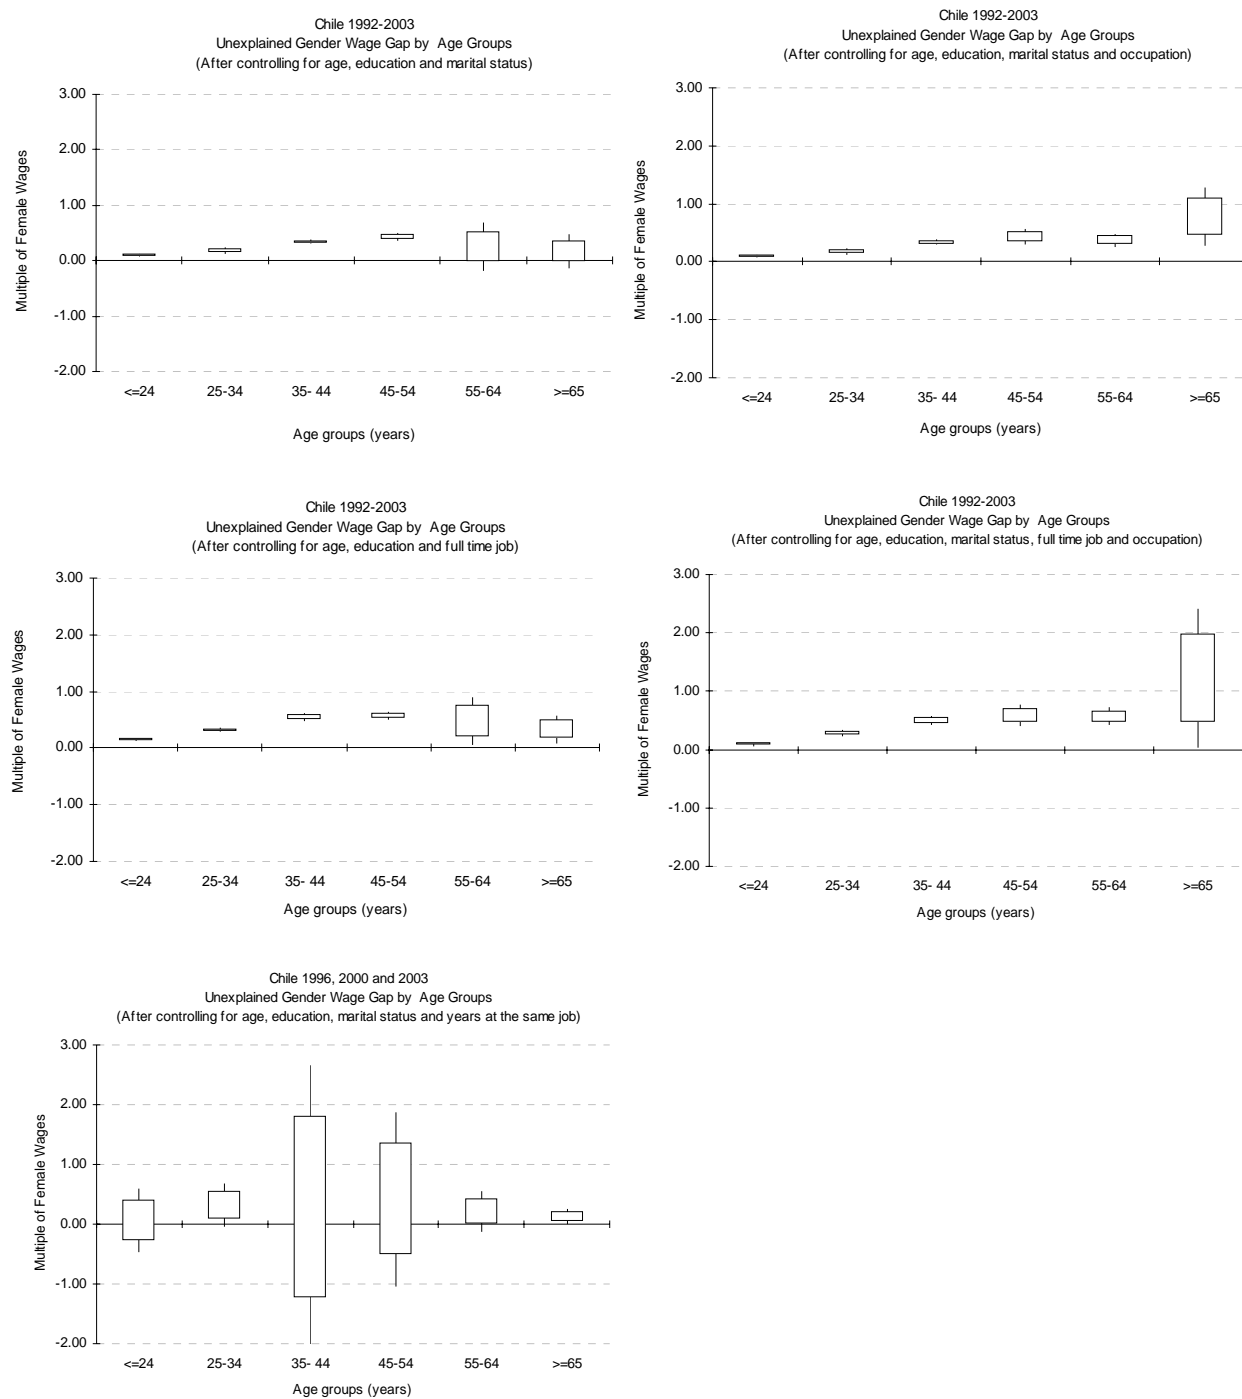 Chile 1992-2003
Unexplained Gender Wage Gap by Age Groups
(After controlling for age, education and marital status)
3.00
2.00
1.00
0.00
-1.00
-2.00
Multiple of Female Wages
<=24 25-34 35- 44 45-54 55-64 >=65
Age groups (years)
Chile 1992-2003
Unexplained Gender Wage Gap by Age Groups
(After controlling for age, education, marital status and occupation)
3.00
2.00
1.00
0.00
-1.00
-2.00
Multiple of Female Wages
<=24 25-34 35- 44 45-54 55-64 >=65
Age groups (years)
Chile 1992-2003
Unexplained Gender Wage Gap by Age Groups
(After controlling for age, education and full time job)
3.00
2.00
1.00
0.00
-1.00
-2.00
Multiple of Female Wages
<=24 25-34 35- 44 45-54 55-64 >=65
Age groups (years)
Chile 1992-2003
Unexplained Gender Wage Gap by Age Groups
(After controlling for age, education, marital status, full time job and occupation)
3.00
2.00
1.00
0.00
-1.00
-2.00
Multiple of Female Wages
<=24 25-34 35- 44 45-54 55-64 >=65
Age groups (years)
Chile 1996, 2000 and 2003
Unexplained Gender Wage Gap by Age Groups
(After controlling for age, education, marital status and years at the same job)
3.00
2.00
1.00
0.00
-1.00
-2.00
Multiple of Female Wages
<=24 25-34 35- 44 45-54 55-64 >=65
Age groups (years)